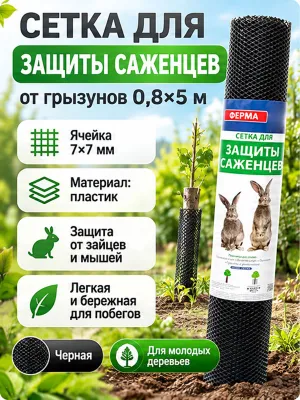 СЕТКА ДЛЯ
ЗАЩИТЫ САЖЕНЦЕВ
от грызунов 0,8×5 м
Ячейка
7×7 мм
Материал:
пластик
Защита
от зайцев
и мышей
Легкая
и бережная
для побегов
Черная
Для молодых
деревьев
ФЕРМА
СЕТКА ДЛЯ
ЗАЩИТЫ
САЖЕНЦЕВ